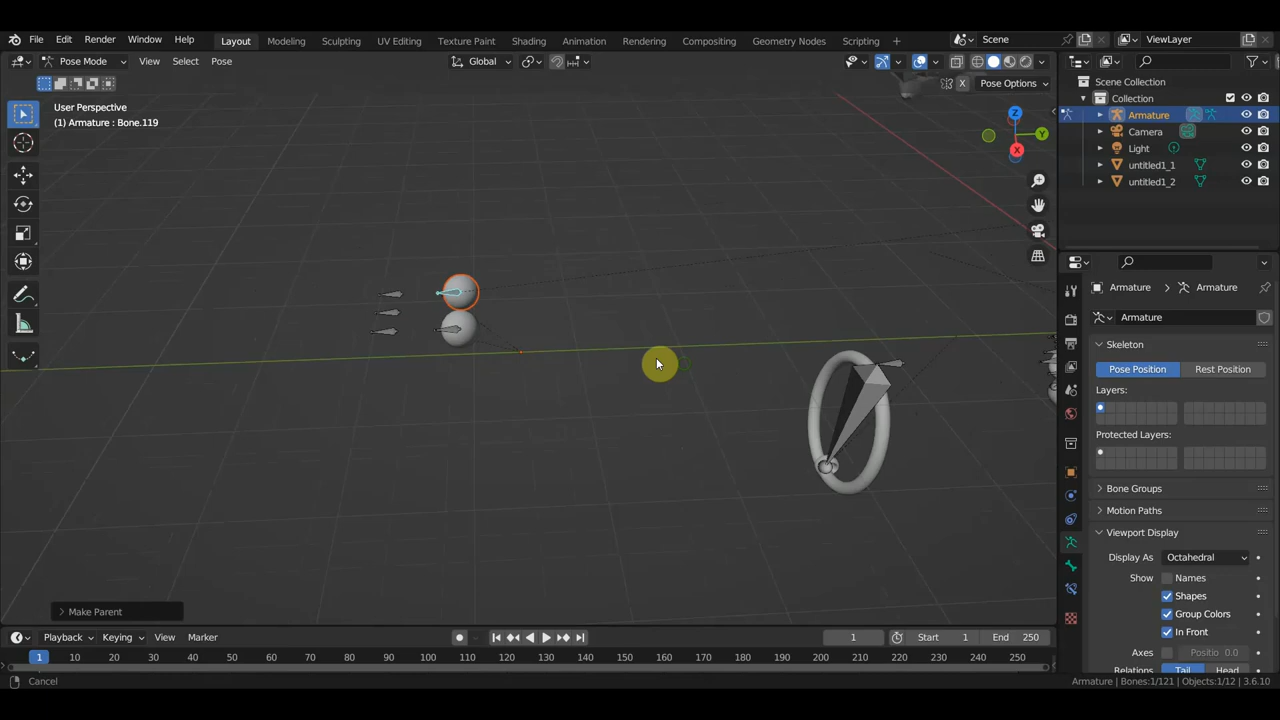 File Edit Render Window Help Layout Modeling Sculpting UV Editing Texture Paint Shading Animation Rendering Compositing Geometry Nodes Scripting + Scene ViewLayer
Pose Mode View Select Pose Global
Pose Options
X
User Perspective
(1) Armature : Bone.119
Z
Y
X
Scene Collection
Collection
Armature
Camera
Light
untitled1_1
untitled1_2
Armature Armature
Armature
Skeleton
Pose Position Rest Position
Layers:
Protected Layers:
Bone Groups
Motion Paths
Viewport Display
Display As Octahedral
Show Names
Shapes
Group Colors
In Front
Axes Positio 0.0
Relations Tail Head
Make Parent
Playback Keying View Marker 1 Start 1 End 250
1 10 20 30 40 50 60 70 80 90 100 110 120 130 140 150 160 170 180 190 200 210 220 230 240 250
Cancel
Armature | Bones:1/121 | Objects:1/12 | 3.6.10